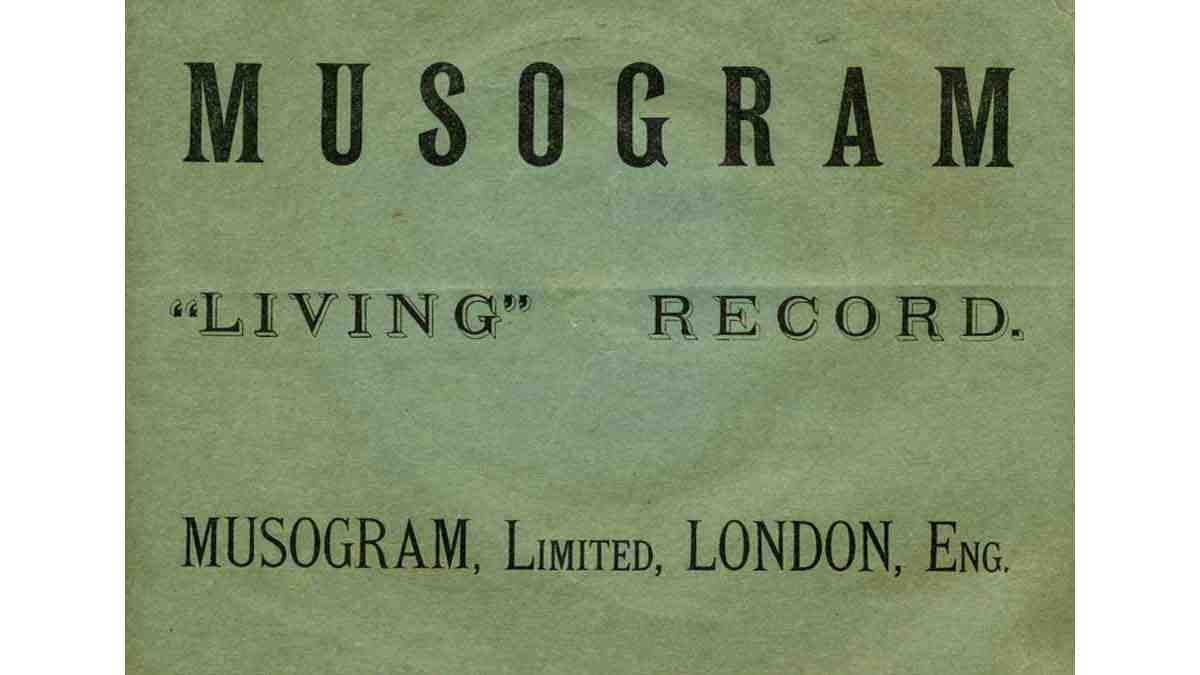 MUSOGRAM
“LIVING” RECORD.
MUSOGRAM, LIMITED, LONDON, ENG.